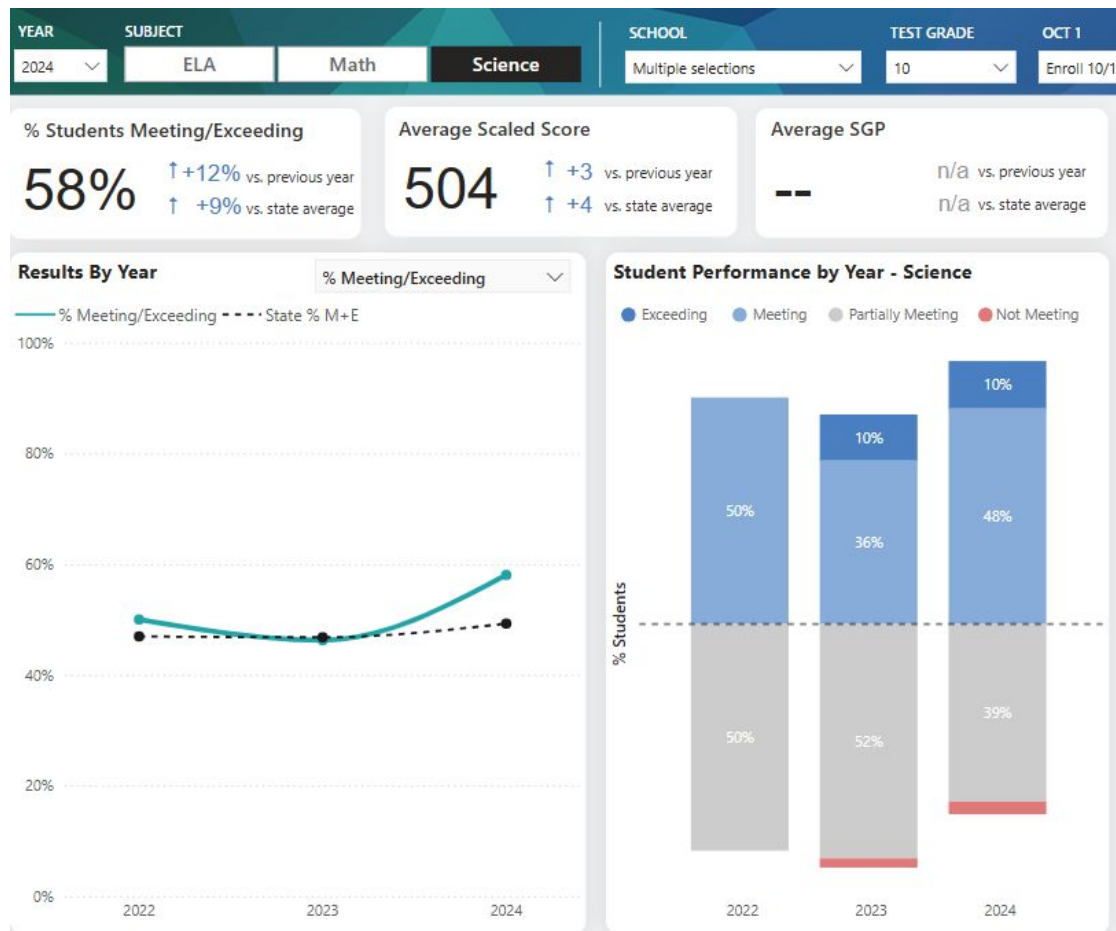 YEAR SUBJECT SCHOOL TEST GRADE OCT 1
2024 ELA Math Science Multiple selections 10 Enroll 10/1
% Students Meeting/Exceeding
58%
↑ +12% vs. previous year
↑ +9% vs. state average
Average Scaled Score
504
↑ +3 vs. previous year
↑ +4 vs. state average
Average SGP
--
n/a vs. previous year
n/a vs. state average
Results By Year
% Meeting/Exceeding
% Meeting/Exceeding State % M+E
100%
80%
60%
40%
20%
0%
2022 2023 2024
Student Performance by Year - Science
Exceeding Meeting Partially Meeting Not Meeting
% Students
10%
10%
50%
36%
48%
50%
52%
39%
2022 2023 2024